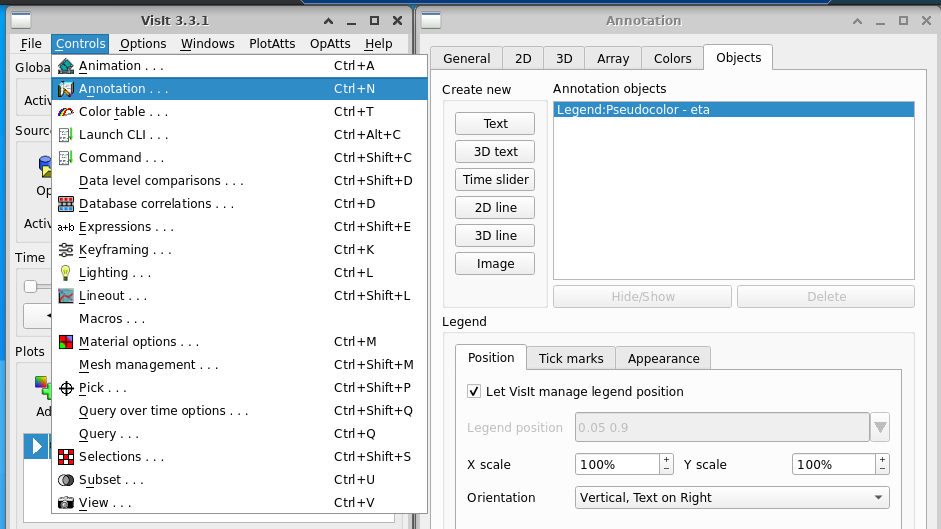 VisIt 3.3.1
File Controls Options Windows PlotAtts OpAtts Help
Globa
Activ
Sourc
Op
Activ
Time
Plots
Ad
Animation . . . Ctrl+A
Annotation . . . Ctrl+N
Color table . . . Ctrl+T
Launch CLI . . . Ctrl+Alt+C
Command . . . Ctrl+Shift+C
Data level comparisons . . . Ctrl+Shift+D
Database correlations . . . Ctrl+D
a+b Expressions . . . Ctrl+Shift+E
Keyframing . . . Ctrl+K
Lighting . . . Ctrl+L
Lineout . . . Ctrl+Shift+L
Macros . . .
Material options . . . Ctrl+M
Mesh management . . . Ctrl+Shift+M
Pick . . . Ctrl+Shift+P
Query over time options . . . Ctrl+Shift+Q
Query . . . Ctrl+Q
Selections . . . Ctrl+Shift+S
Subset . . . Ctrl+U
View . . . Ctrl+V
Annotation
General 2D 3D Array Colors Objects
Create new
Text
3D text
Time slider
2D line
3D line
Image
Annotation objects
Legend:Pseudocolor - eta
Hide/Show Delete
Legend
Position Tick marks Appearance
Let VisIt manage legend position
Legend position 0.05 0.9
X scale 100% Y scale 100%
Orientation Vertical, Text on Right